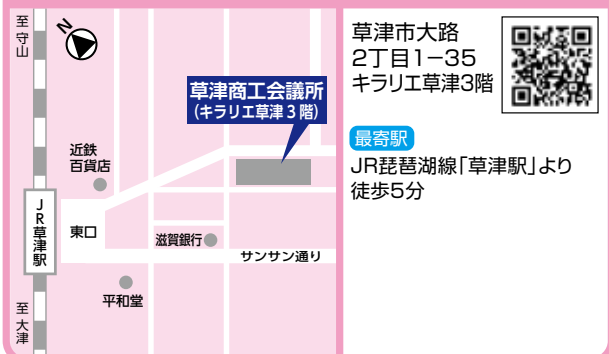 至守山
N
草津商工会議所
(キラリエ草津3階)
近鉄
百貨店
JR草津駅
東口
滋賀銀行
サンサン通り
平和堂
至大津
草津市大路
2丁目1−35
キラリエ草津3階
最寄駅
JR琵琶湖線「草津駅」より
徒歩5分